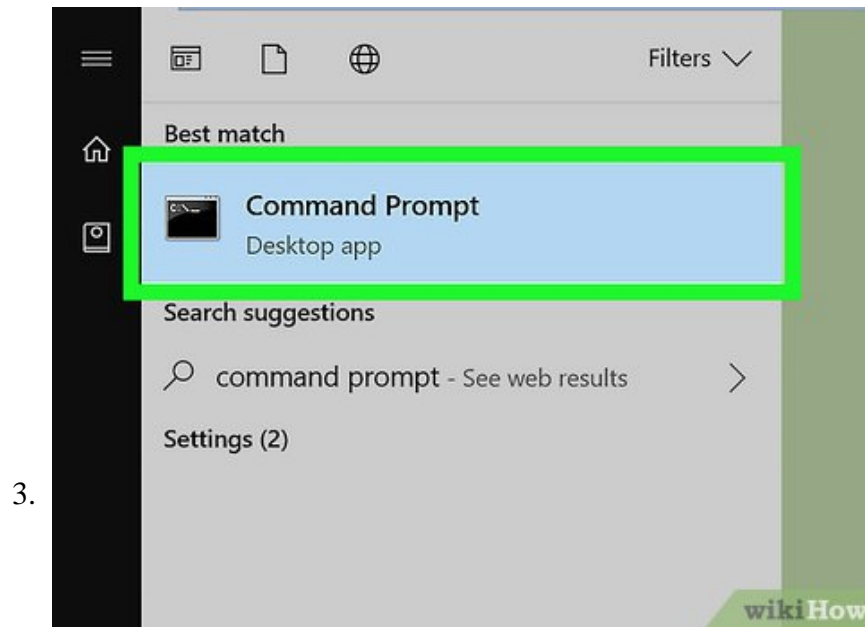 Filters
Best match
Command Prompt
Desktop app
Search suggestions
command prompt - See web results
Settings (2)
3.
wikiHow